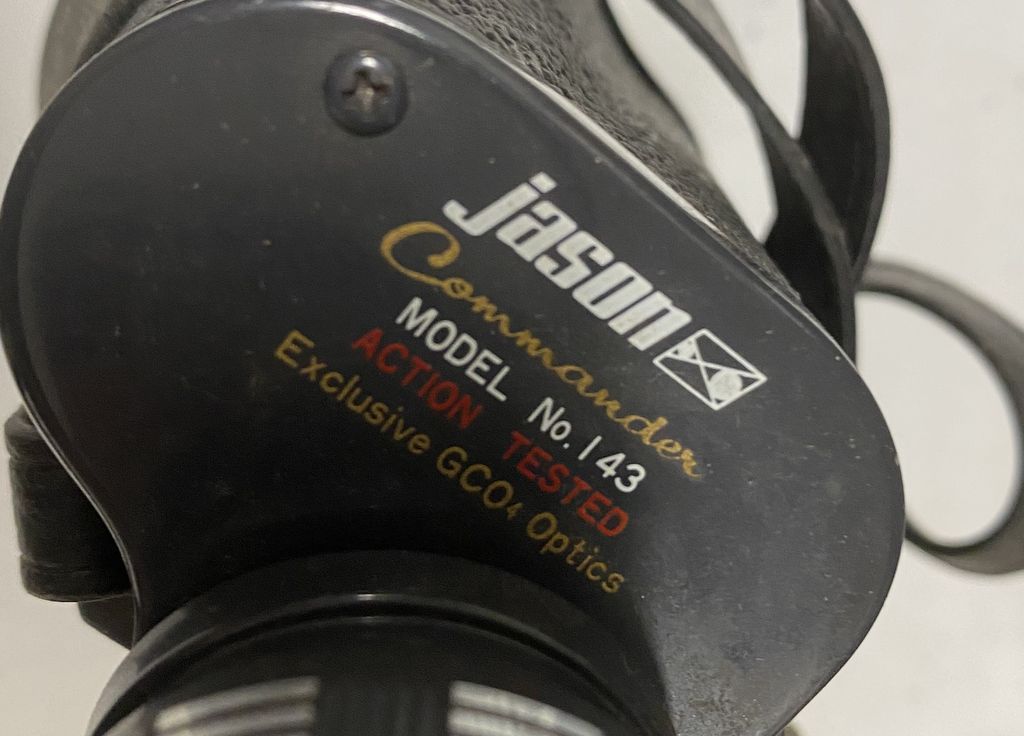 jason
Commander
MODEL No. 143
ACTION TESTED
Exclusive GCO₄ Optics